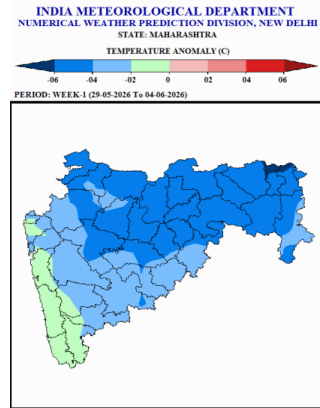 INDIA METEOROLOGICAL DEPARTMENT
NUMERICAL WEATHER PREDICTION DIVISION, NEW DELHI
STATE: MAHARASHTRA
TEMPERATURE ANOMALY (C)
-06 -04 -02 0 02 04 06
PERIOD: WEEK-1 (29-05-2026 To 04-06-2026)